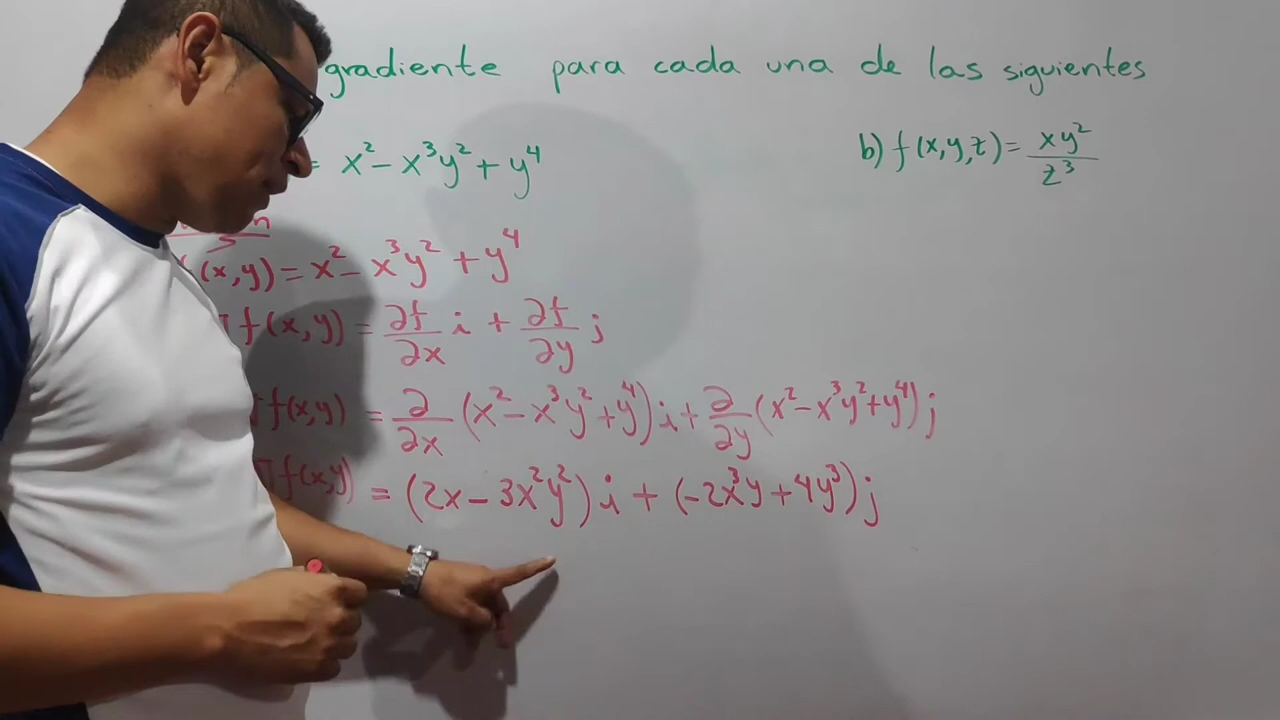 gradiente para cada una de las siguientes
= x² - x³y² + y⁴
b) f(x,y,z) = xy²/z³
(x,y) = x² - x³y² + y⁴
∇f(x,y) = ∂f/∂x i + ∂f/∂y j
∇f(x,y) = ∂/∂x (x² - x³y² + y⁴) i + ∂/∂y (x² - x³y² + y⁴) j
∇f(x,y) = (2x - 3x²y²) i + (-2x³y + 4y³) j